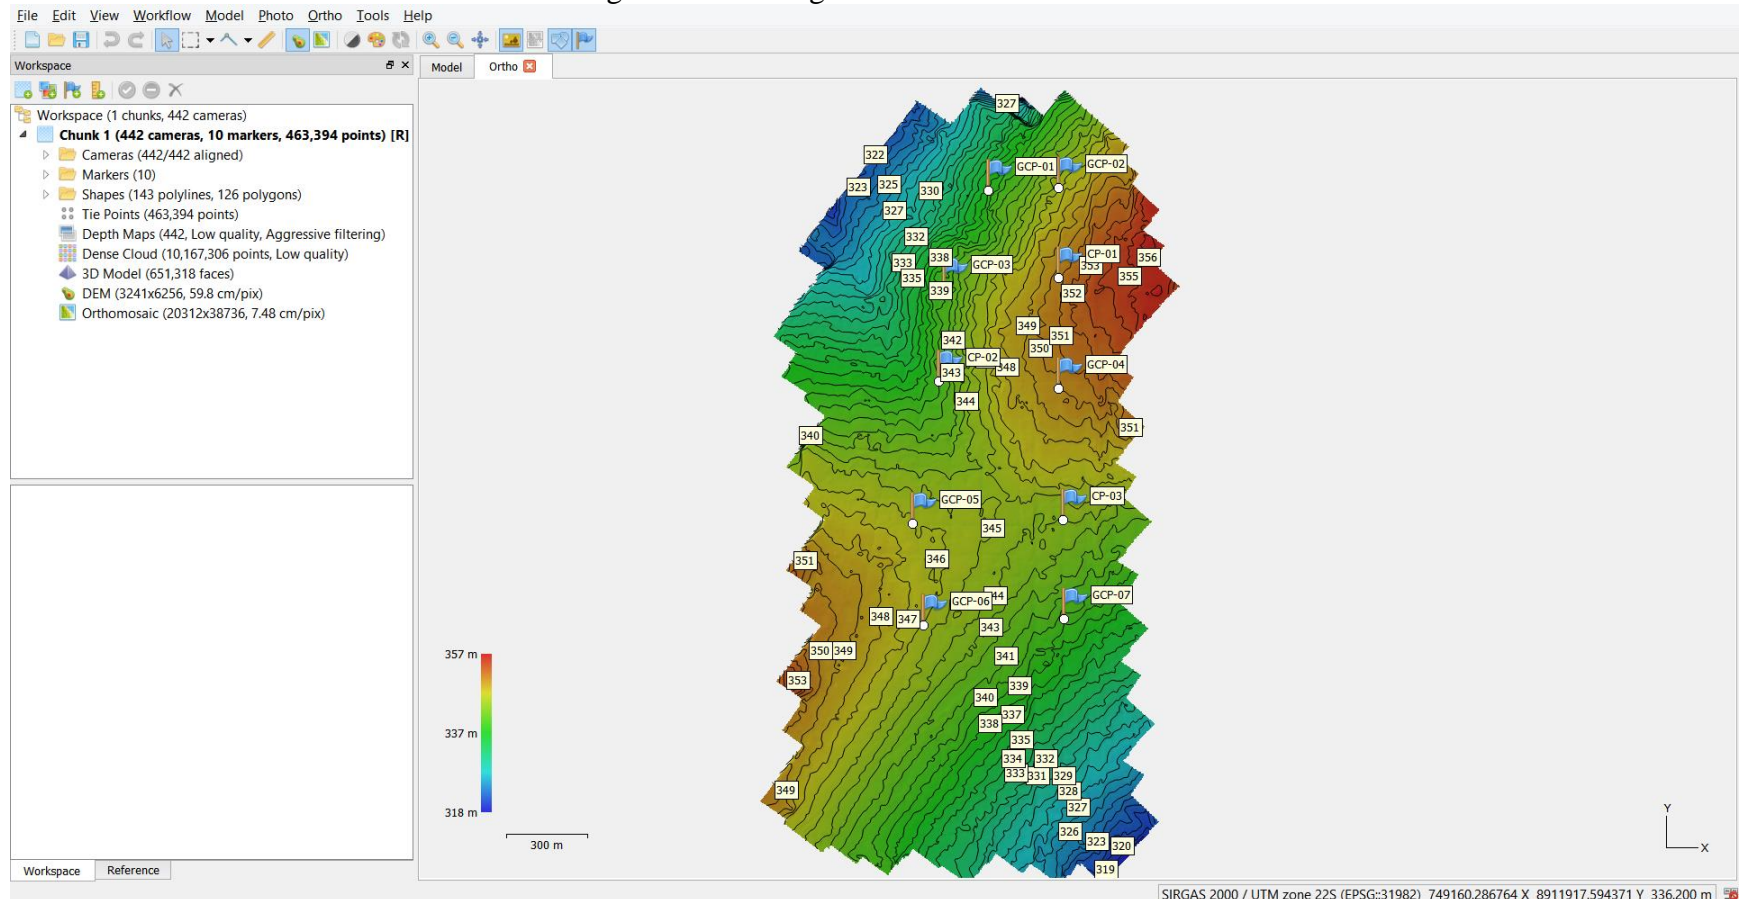 File Edit View Workflow Model Photo Ortho Tools Help
Workspace
Model Ortho
Workspace (1 chunks, 442 cameras)
Chunk 1 (442 cameras, 10 markers, 463,394 points) [R]
Cameras (442/442 aligned)
Markers (10)
Shapes (143 polylines, 126 polygons)
Tie Points (463,394 points)
Depth Maps (442, Low quality, Aggressive filtering)
Dense Cloud (10,167,306 points, Low quality)
3D Model (651,318 faces)
DEM (3241x6256, 59.8 cm/pix)
Orthomosaic (20312x38736, 7.48 cm/pix)
327
322
GCP-01 GCP-02
323 325 330
327
332
338 CP-01 356
333 GCP-03 353
335 355
339 352
349
342 351
350
CP-02
343 348 GCP-04
344
351
340
GCP-05 CP-03
345
351 346
GCP-06 44 GCP-07
348 347
343
350 349
341
353
339
340
337
338
335
334 332
333 331 329
349 328
327
326
323
320
319
357 m
337 m
318 m
300 m
Y
X
Workspace Reference
SIRGAS 2000 / UTM zone 22S (EPSG::31982) 749160.286764 X 8911917.594371 Y 336.200 m